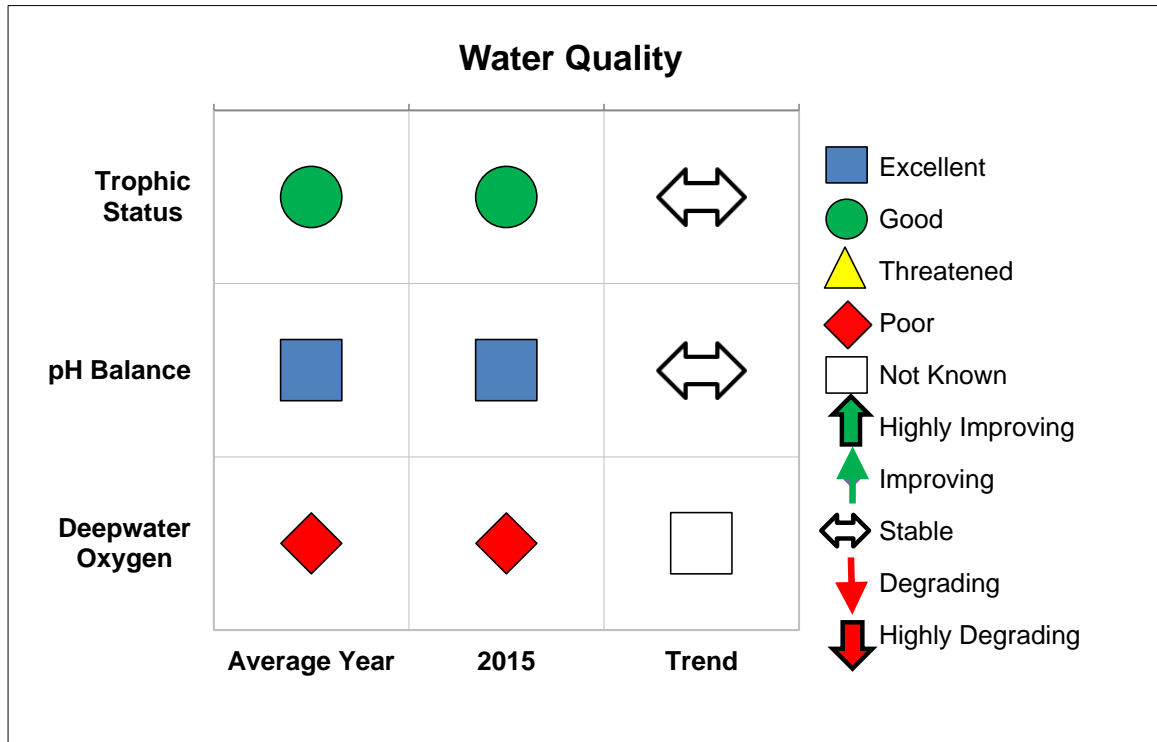 Water Quality
Trophic
Status
pH Balance
Deepwater
Oxygen
Average Year
2015
Trend
Excellent
Good
Threatened
Poor
Not Known
Highly Improving
Improving
Stable
Degrading
Highly Degrading